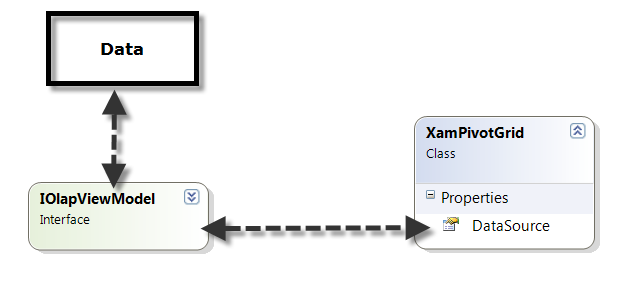 Data
IOlapViewModel
Interface
XamPivotGrid
Class
Properties
DataSource